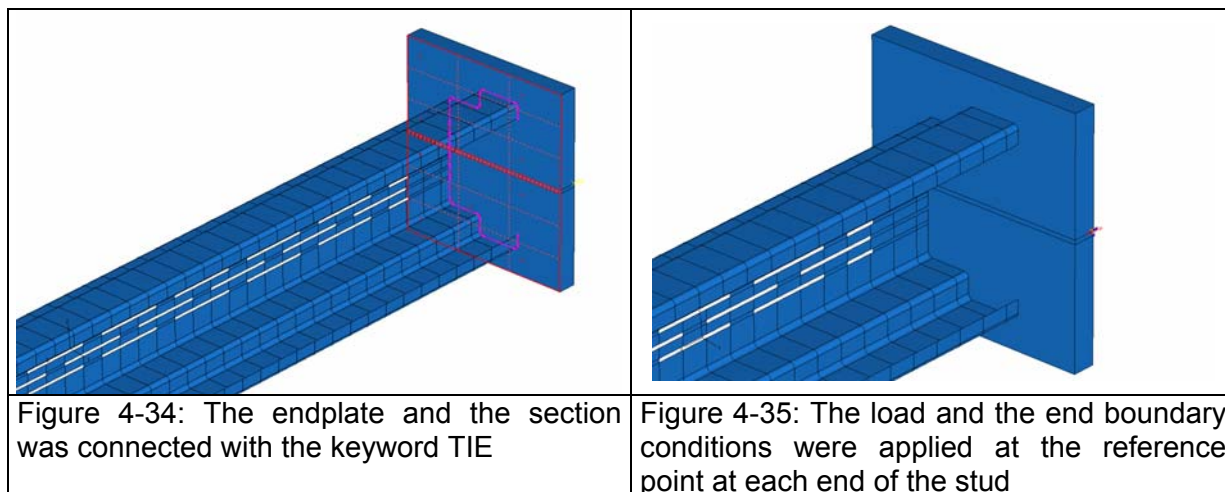 Figure 4-34: The endplate and the section
was connected with the keyword TIE
Figure 4-35: The load and the end boundary
conditions were applied at the reference
point at each end of the stud